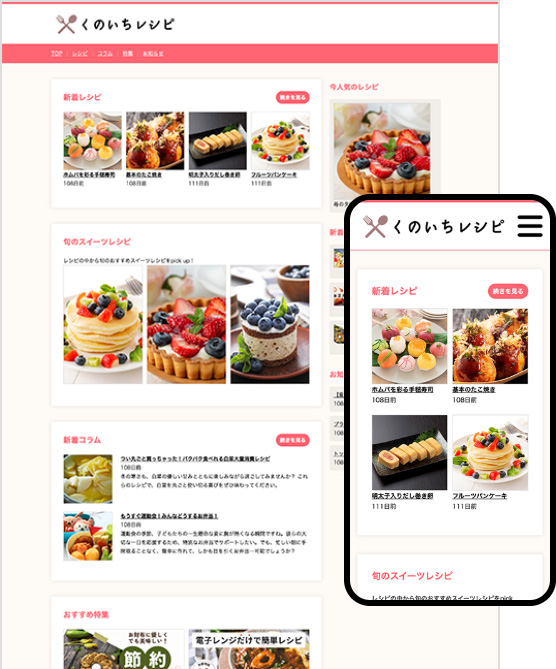 くのいちレシピ
TOP
レシピ
コラム
特集
お知らせ
新着レシピ
続きを見る
ホムパを彩る手毬寿司
108日前
基本のたこ焼き
108日前
明太子入りだし巻き卵
111日前
フルーツパンケーキ
111日前
旬のスイーツレシピ
レシピの中から旬のおすすめスイーツレシピをpick up！
新着コラム
続きを見る
つい丸ごと買っちゃった！パクパク食べれる白菜大量消費レシピ
108日前
もうすぐ運動会！みんなどうするお弁当！
108日前
おすすめ特集
お財布に優しく
でも美味しい！
節約
電子レンジだけで簡単レシピ
今人気のレシピ
くのいちレシピ
新着レシピ
続きを見る
ホムパを彩る手毬寿司
108日前
基本のたこ焼き
108日前
明太子入りだし巻き卵
111日前
フルーツパンケーキ
111日前
旬のスイーツレシピ
レシピの中から旬のおすすめスイーツレシピをpick